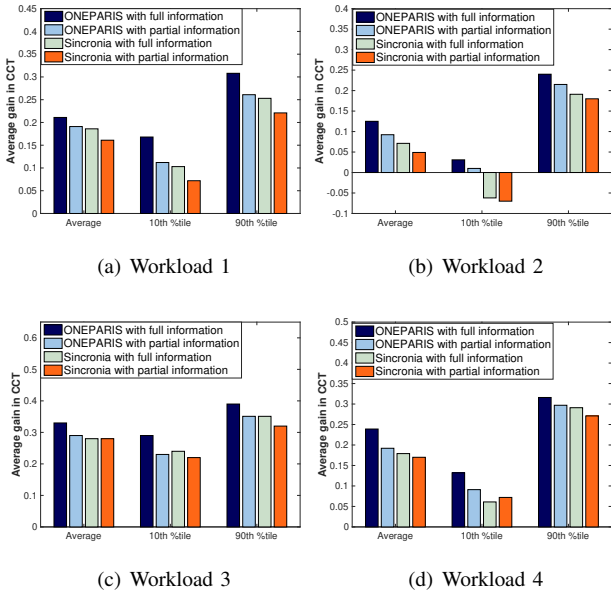 ONEPARIS with full information
ONEPARIS with partial information
Sincronia with full information
Sincronia with partial information
Average gain in CCT
0.45
0.4
0.35
0.3
0.25
0.2
0.15
0.1
0.05
0
Average
10th %tile
90th %tile
(a) Workload 1
ONEPARIS with full information
ONEPARIS with partial information
Sincronia with full information
Sincronia with partial information
Average gain in CCT
0.4
0.35
0.3
0.25
0.2
0.15
0.1
0.05
0
-0.05
-0.1
Average
10th %tile
90th %tile
(b) Workload 2
ONEPARIS with full information
ONEPARIS with partial information
Sincronia with full information
Sincronia with partial information
Average gain in CCT
0.6
0.5
0.4
0.3
0.2
0.1
0
Average
10th %tile
90th %tile
(c) Workload 3
ONEPARIS with full information
ONEPARIS with partial information
Sincronia with full information
Sincronia with partial information
Average gain in CCT
0.5
0.45
0.4
0.35
0.3
0.25
0.2
0.15
0.1
0.05
0
Average
10th %tile
90th %tile
(d) Workload 4